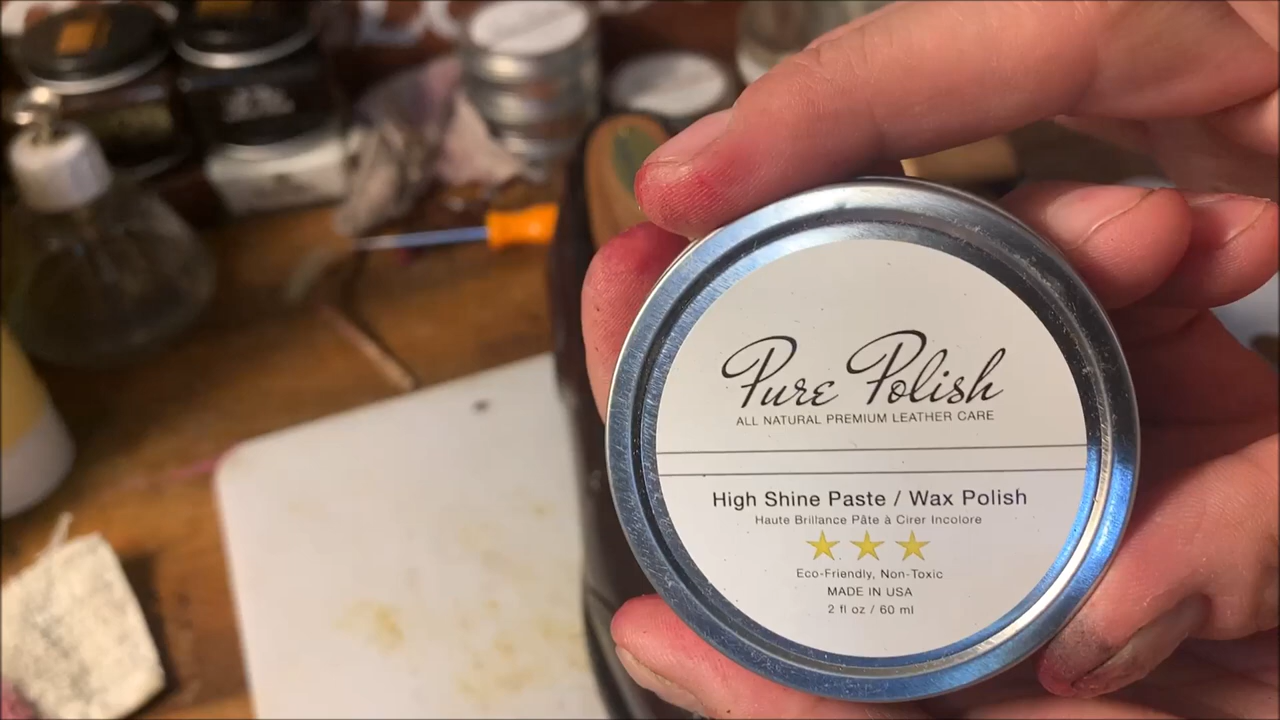 Pure Polish
ALL NATURAL PREMIUM LEATHER CARE
High Shine Paste / Wax Polish
Haute Brillance Pâte à Cirer Incolore
Eco-Friendly, Non-Toxic
MADE IN USA
2 fl oz / 60 ml